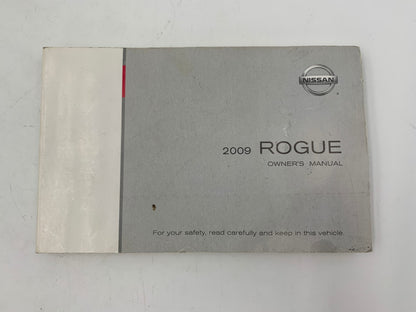 NISSAN
2009 ROGUE
OWNER'S MANUAL
For your safety, read carefully and keep in this vehicle.